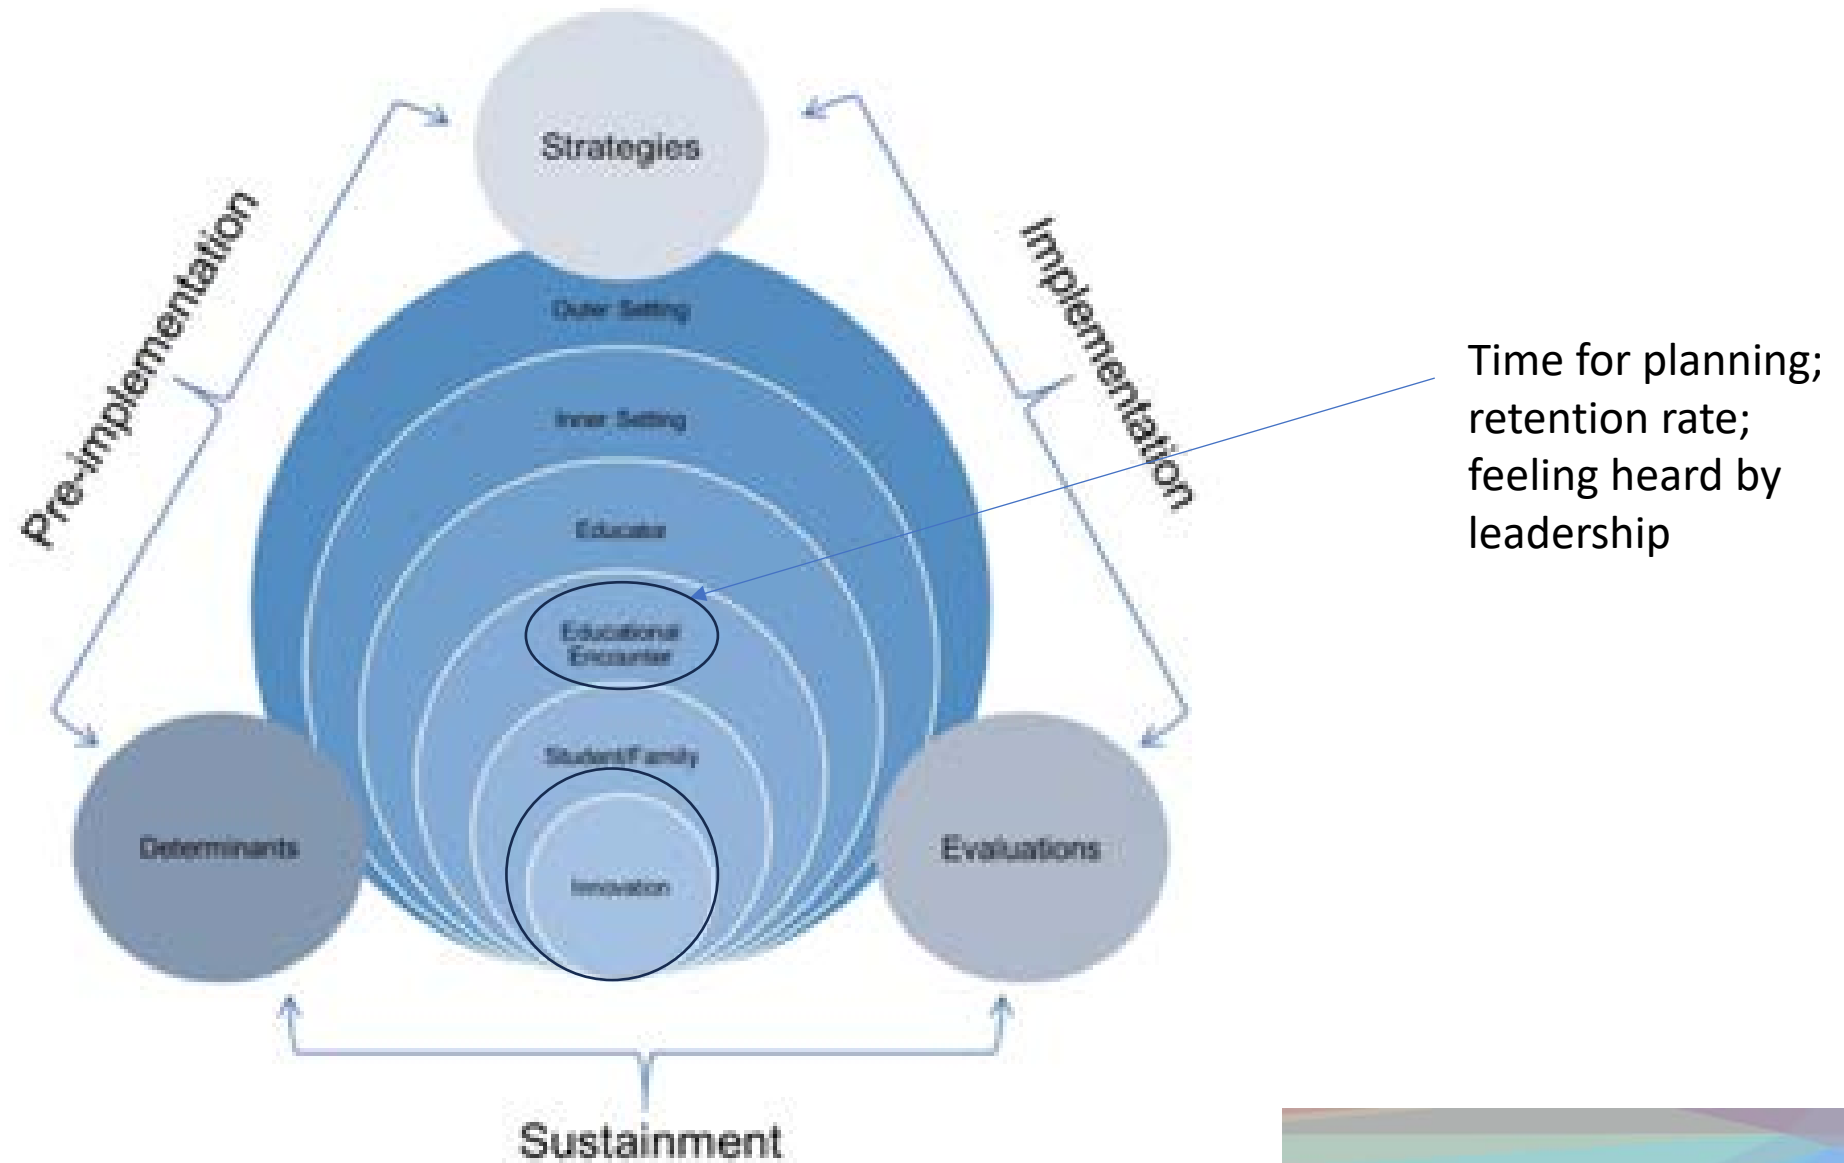 Strategies
Pre-implementation
Implementation
Outer Setting
Inner Setting
Educator
Educational
Encounter
Student/Family
Innovation
Determinants
Evaluations
Sustainment
Time for planning;
retention rate;
feeling heard by
leadership